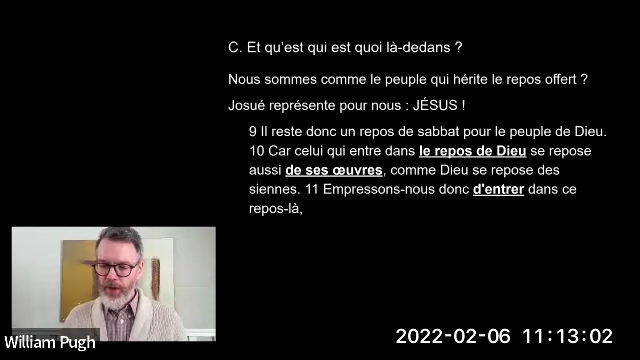 C. Et qu'est qui est quoi là-dedans ?
Nous sommes comme le peuple qui hérite le repos offert ?
Josué représente pour nous : JÉSUS !
9 Il reste donc un repos de sabbat pour le peuple de Dieu.
10 Car celui qui entre dans le repos de Dieu se repose
aussi de ses œuvres, comme Dieu se repose des
siennes. 11 Empressons-nous donc d'entrer dans ce
repos-là,
William Pugh
2022-02-06 11:13:02